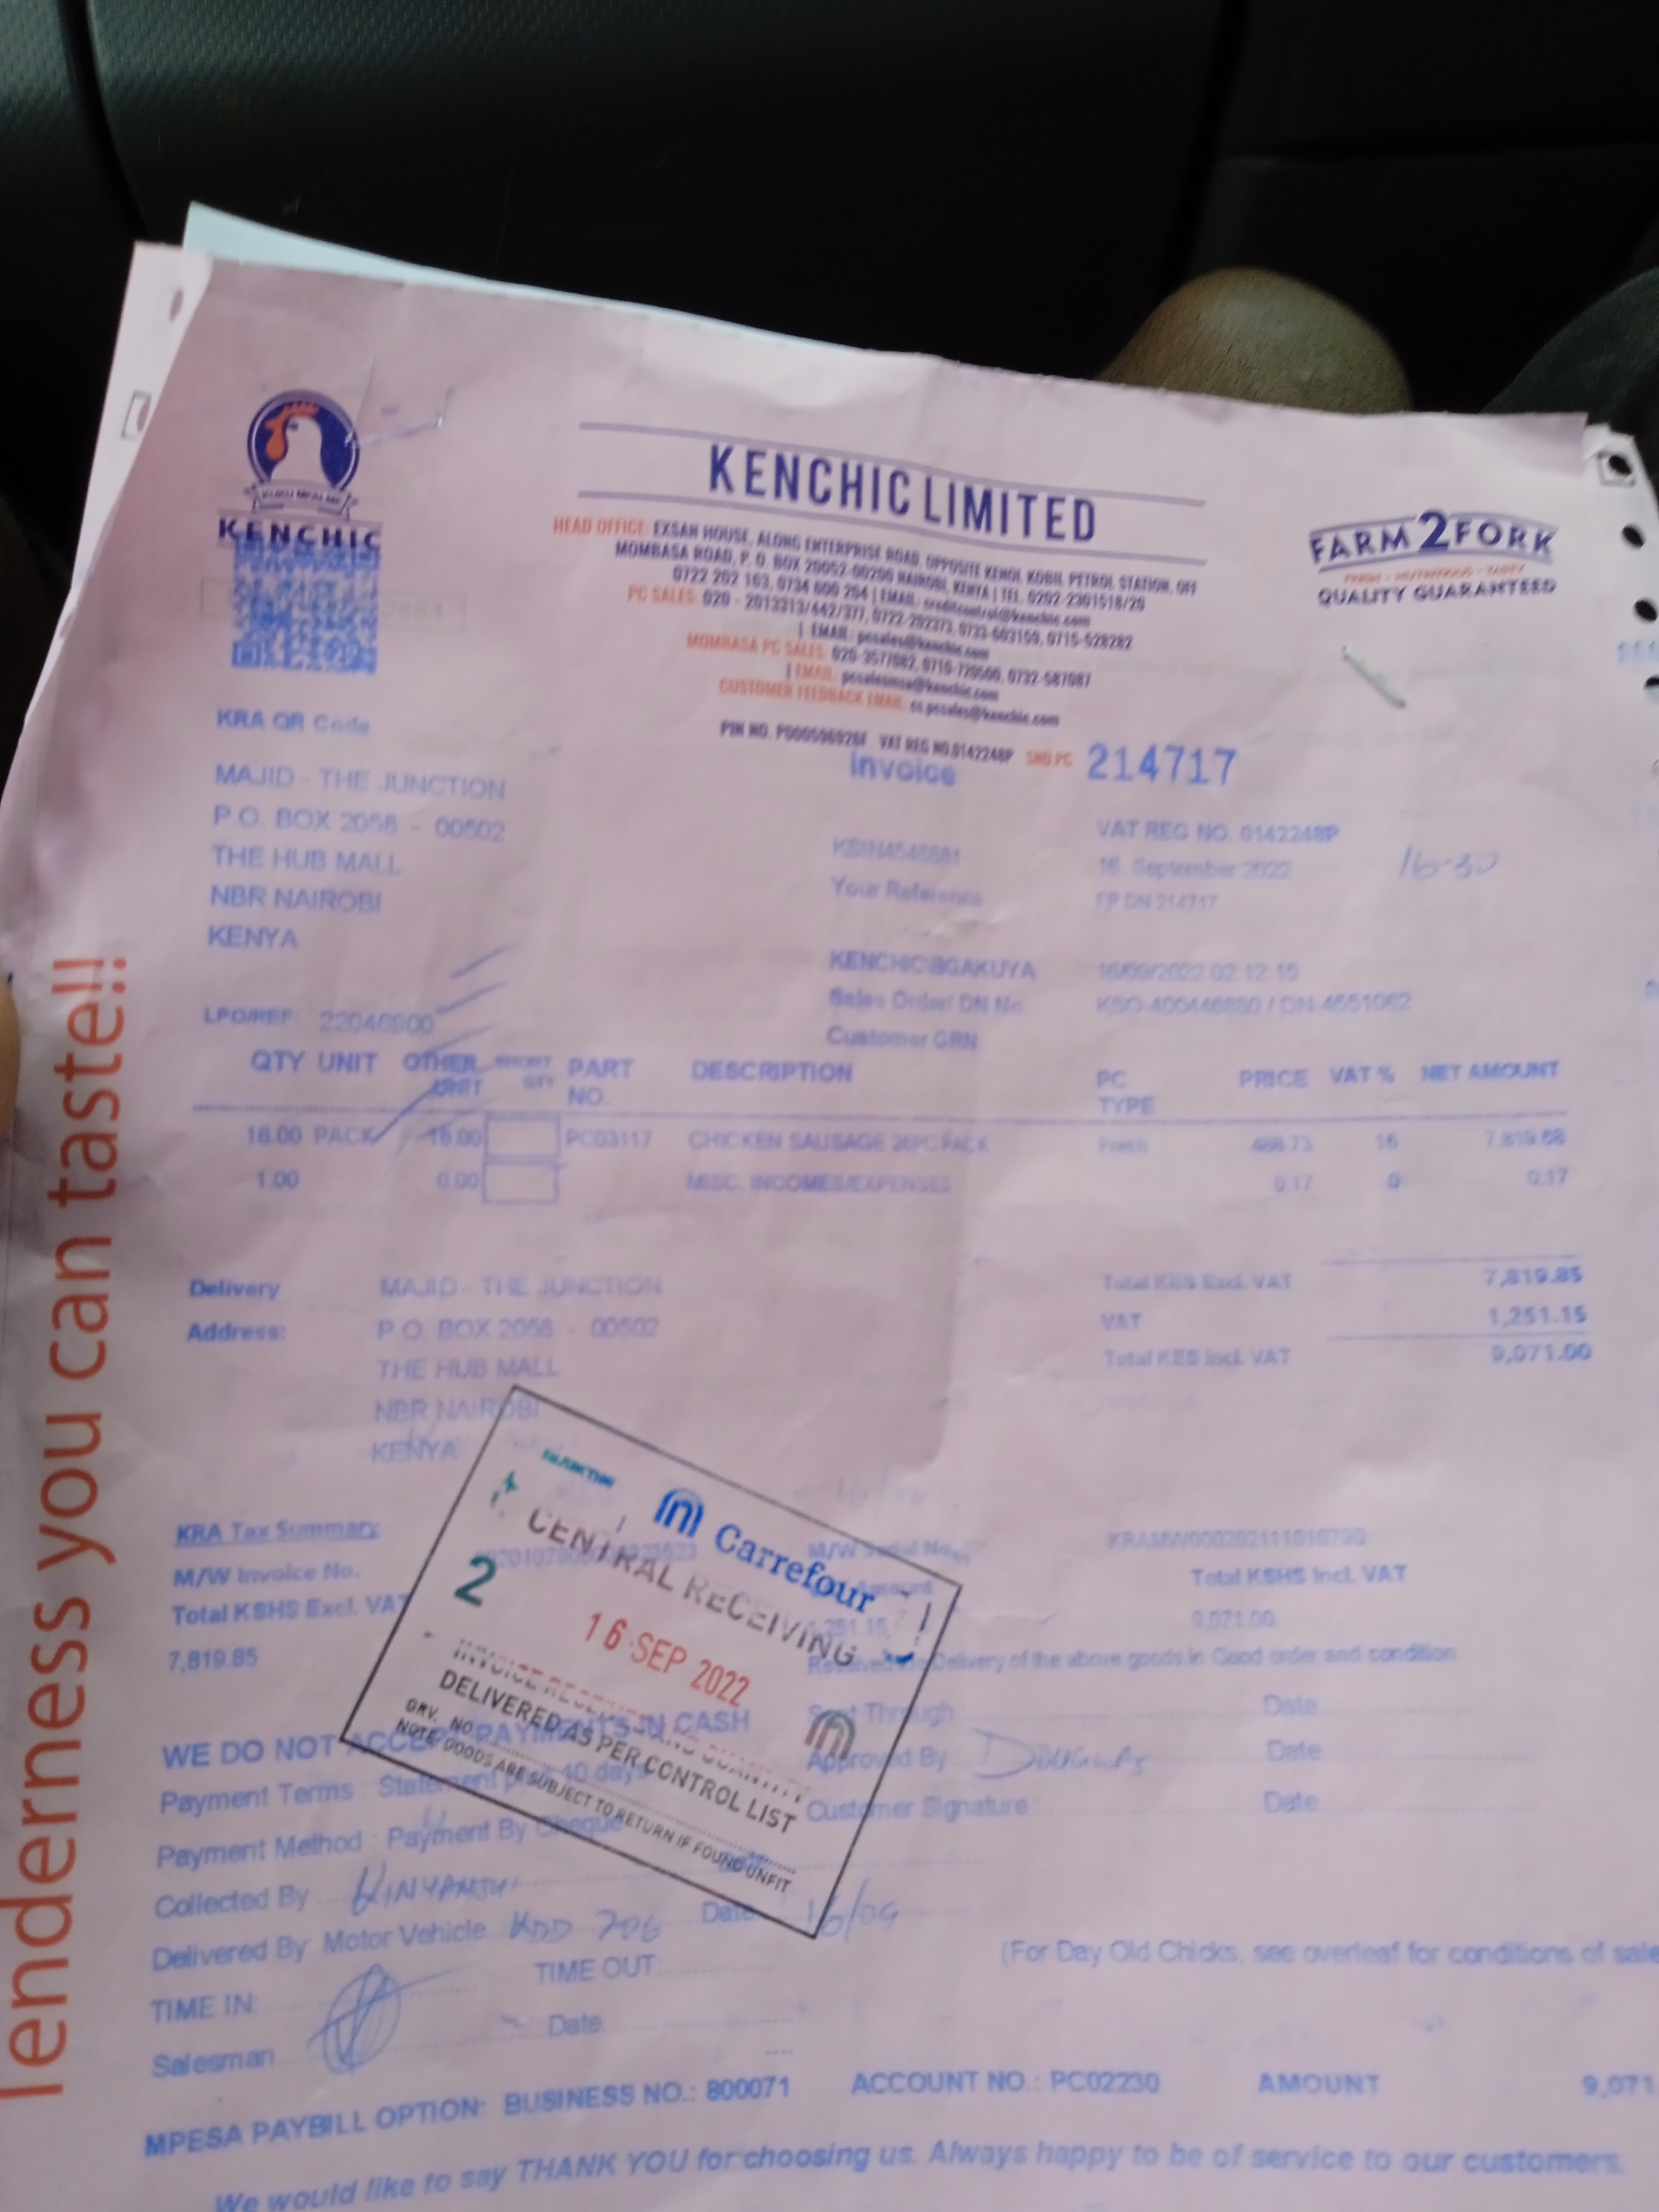 KENCHIC
KENCHIC LIMITED
HEAD OFFICE: EXSAN HOUSE, ALONG ENTERPRISE ROAD, OPPOSITE KENOL KOBIL PETROL STATION, OFF
MOMBASA ROAD, P. O. BOX 20052-00200 NAIROBI, KENYA | TEL. 0202-2301518/20
0722 202 163, 0734 600 204 | EMAIL: creditcontrol@kenchic.com
PC SALES: 020 - 2013313/442/377, 0722-202373, 0733-603159, 0715-528282
| EMAIL: pcsales@kenchic.com
MOMBASA PC SALES: 020-3577082, 0710-720500, 0732-587087
| EMAIL: pcsalesmsa@kenchic.com
CUSTOMER FEEDBACK EMAIL: cs.pcsales@kenchic.com
PIN NO. P000596926F VAT REG NO.0142248P SNO.PC 214717
FARM2FORK
FRESH - NUTRITIOUS - TASTY
QUALITY GUARANTEED
KRA QR Code
Invoice
MAJID - THE JUNCTION
P.O. BOX 2058 - 00502
THE HUB MALL
NBR NAIROBI
KENYA
VAT REG NO. 0142248P
16. September 2022
16-30
Your Reference
FP DN 214717
KENCHIC\BGAKUYA 16/09/2022 02:12:15
Sales Order/ DN No. KSO-400446880 / DN-4551062
Customer GRN
LPO/REF 22046900
QTY UNIT OTHER UNIT SHORT QTY PART NO. DESCRIPTION PC TYPE PRICE VAT % NET AMOUNT
16.00 PACK 16.00 PC03117 CHICKEN SAUSAGE PACK Fresh 488.73 16 7,819.68
1.00 0.00 MISC. INCOMES/EXPENSES 0.17 0 0.17
Total KES Excl. VAT 7,819.85
VAT 1,251.15
Total KES Incl. VAT 9,071.00
Delivery
Address:
MAJID - THE JUNCTION
P.O. BOX 2058 - 00502
THE HUB MALL
NBR NAIROBI
KENYA
KRA Tax Summary
M/W Invoice No.
M/W Serial No.
Total KSHS Excl. VAT
Amount
Total KSHS Incl. VAT
7,819.85
1,251.15
9,071.00
Carrefour
CENTRAL RECEIVING
2
16 SEP 2022
INVOICE RECEIVED AND QUANTITY
DELIVERED AS PER CONTROL LIST
GRV. NO
NOTE: GOODS ARE SUBJECT TO RETURN IF FOUND UNFIT
Received Delivery of the above goods in Good order and condition
Sent Through Date
Approved By DOUGLAS Date
Customer Signature: Date
WE DO NOT ACCEPT PAYMENTS IN CASH
Payment Terms : Statement plus 40 days
Payment Method : Payment By Cheque
Collected By KINYANJUI
Delivered By: Motor Vehicle. KDD 706 Date 16/09
TIME IN: TIME OUT:
Salesman Date
(For Day Old Chicks, see overleaf for conditions of sale
MPESA PAYBILL OPTION: BUSINESS NO.: 800071 ACCOUNT NO.: PC02230 AMOUNT 9,071
We would like to say THANK YOU for choosing us. Always happy to be of service to our customers.
Tenderness you can taste!!